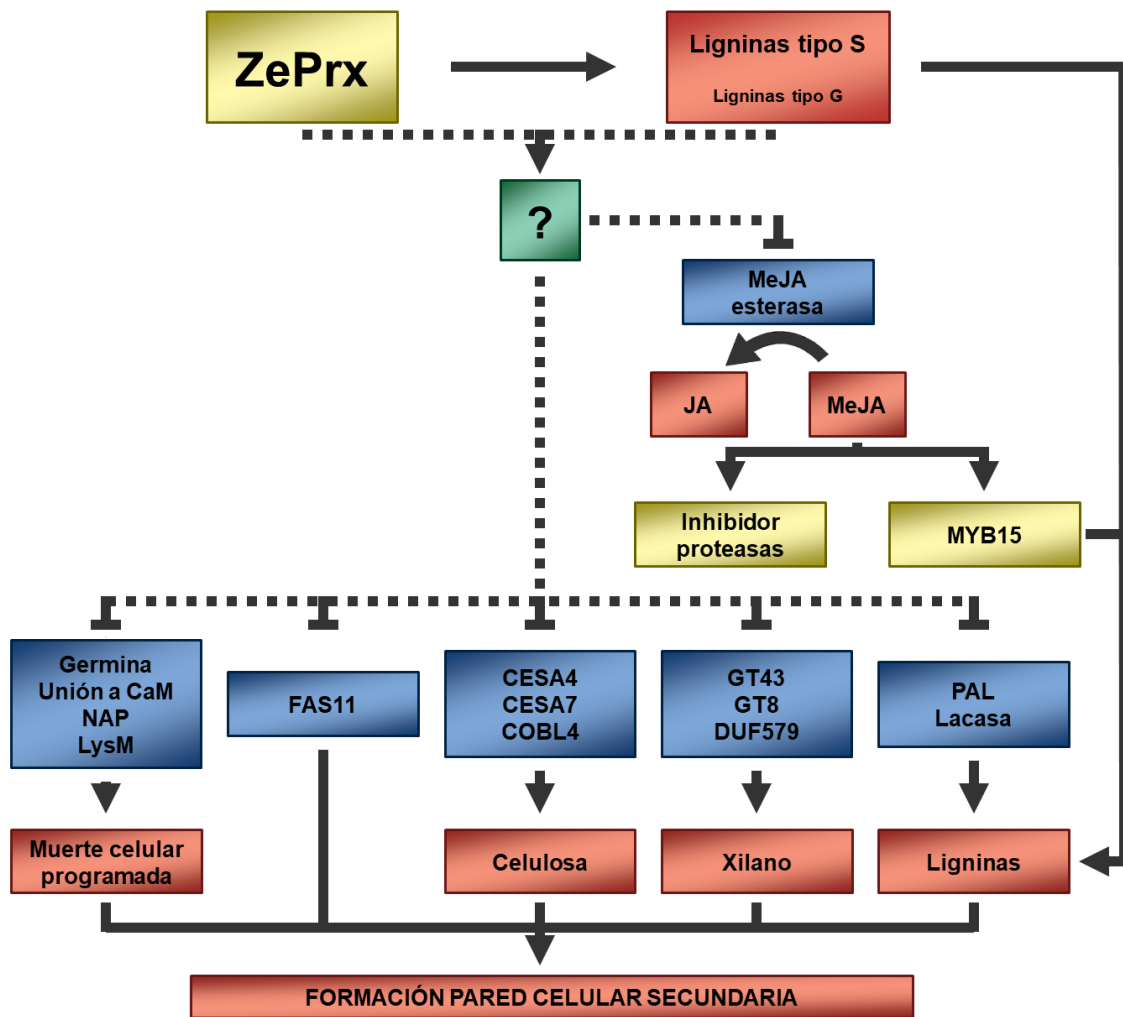 ZePrx
Ligninas tipo S
Ligninas tipo G
?
MeJA
esterasa
JA
MeJA
Inhibidor
proteasas
MYB15
Germina
Unión a CaM
NAP
LysM
FAS11
CESA4
CESA7
COBL4
GT43
GT8
DUF579
PAL
Lacasa
Muerte celular
programada
Celulosa
Xilano
Ligninas
FORMACIÓN PARED CELULAR SECUNDARIA